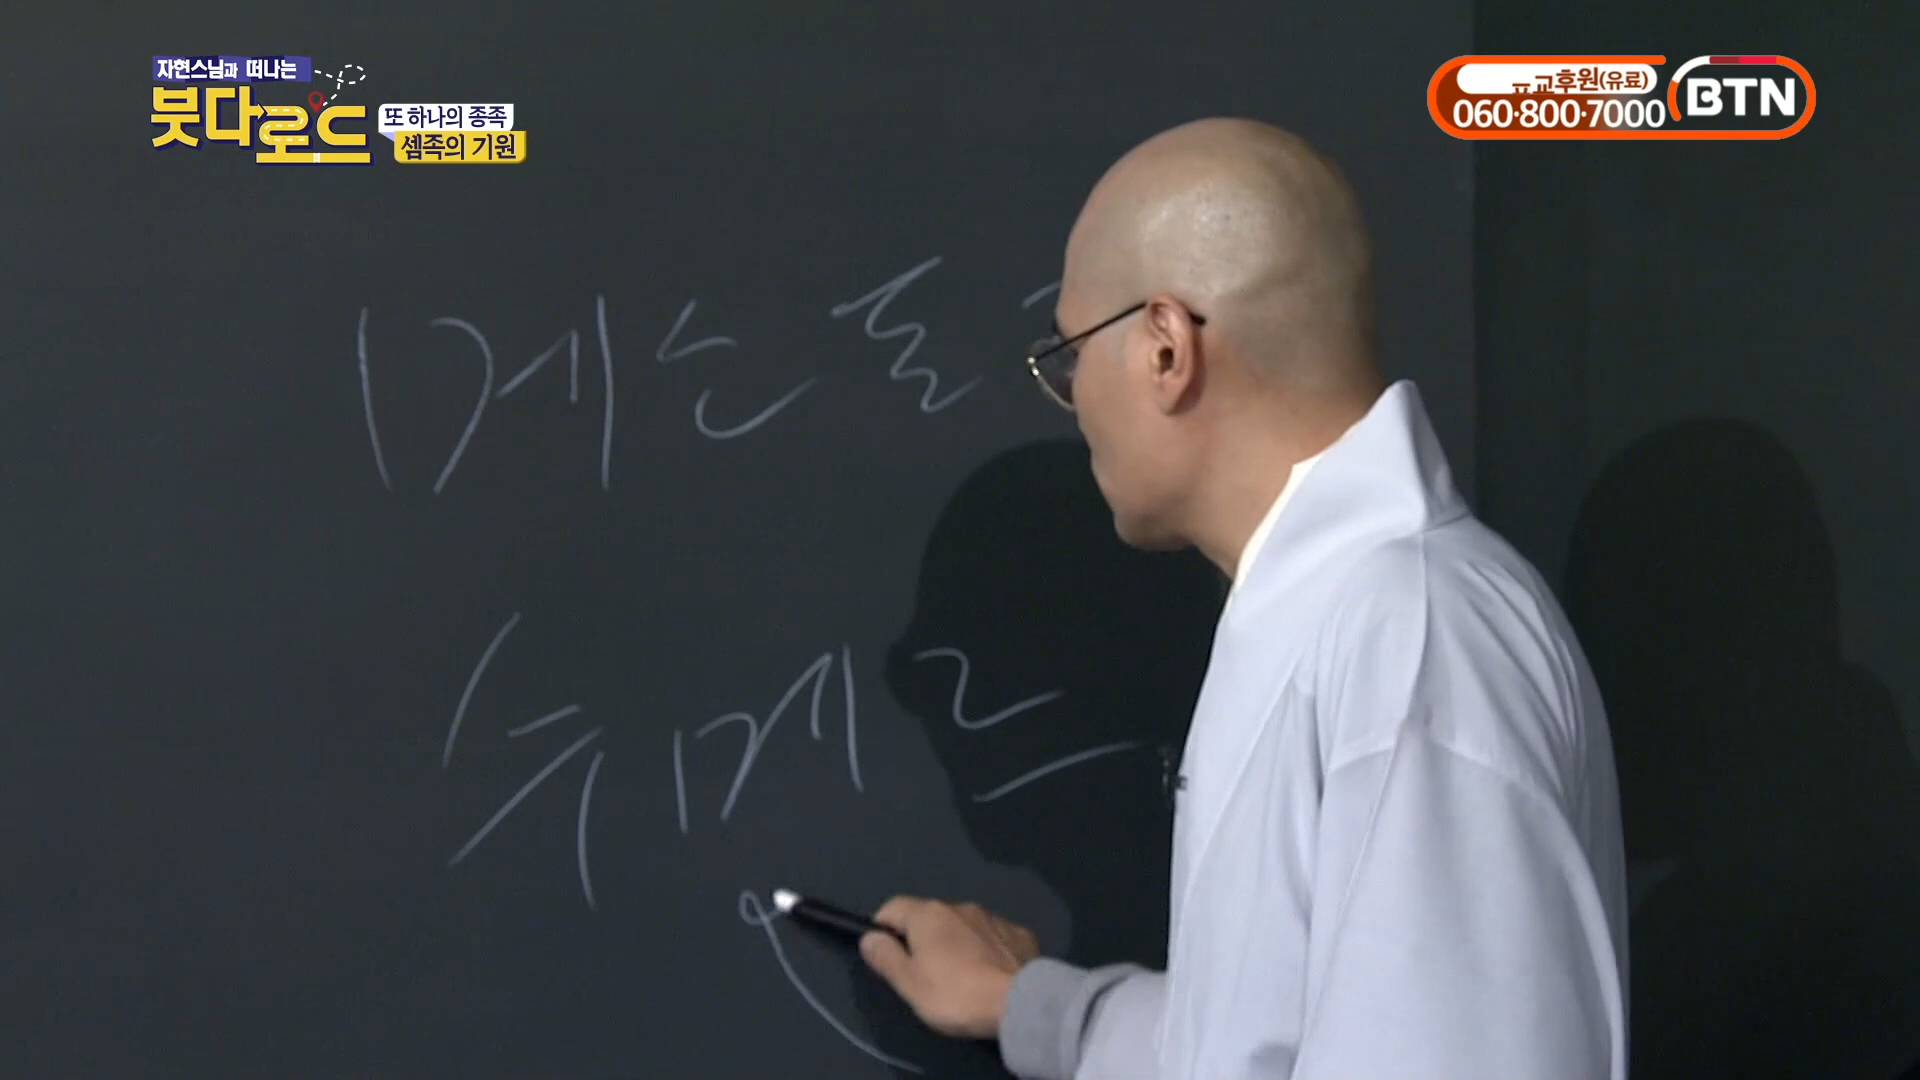 자현스님과 떠나는
붓다로드
또 하나의 종족
셈족의 기원
포교후원(유료)
060·800·7000
BTN
메소포
수메르